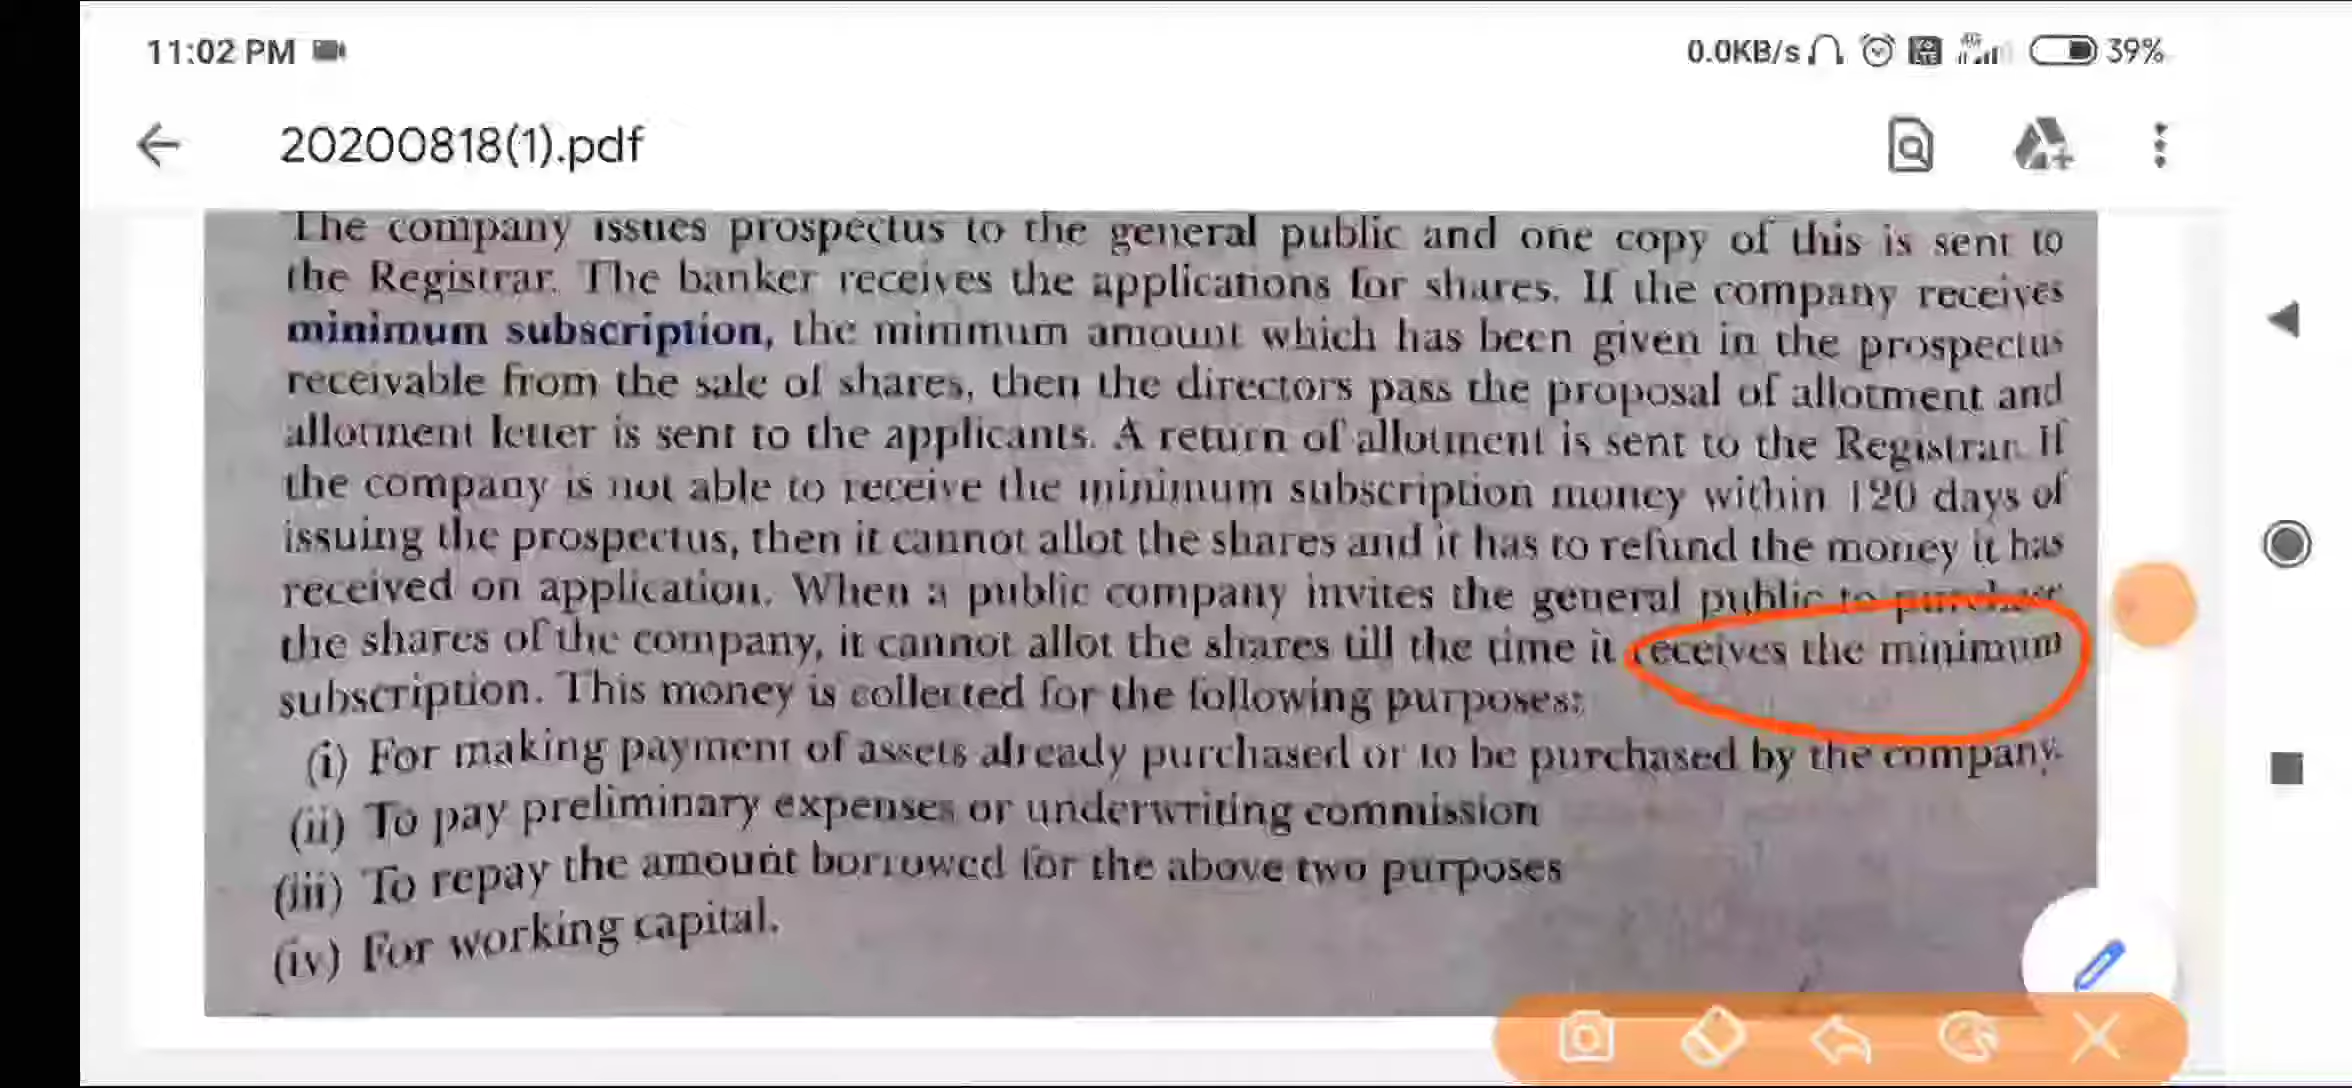 11:02 PM
0.0KB/s 4G 39%
20200818(1).pdf
The company issues prospectus to the general public and one copy of this is sent to
the Registrar. The banker receives the applications for shares. If the company receives
minimum subscription, the minimum amount which has been given in the prospectus
receivable from the sale of shares, then the directors pass the proposal of allotment and
allotment letter is sent to the applicants. A return of allotment is sent to the Registrar. If
the company is not able to receive the minimum subscription money within 120 days of
issuing the prospectus, then it cannot allot the shares and it has to refund the money it has
received on application. When a public company invites the general public to purchase
the shares of the company, it cannot allot the shares till the time it receives the minimum
subscription. This money is collected for the following purposes:
(i) For making payment of assets already purchased or to be purchased by the company.
(ii) To pay preliminary expenses or underwriting commission
(iii) To repay the amount borrowed for the above two purposes
(iv) For working capital.